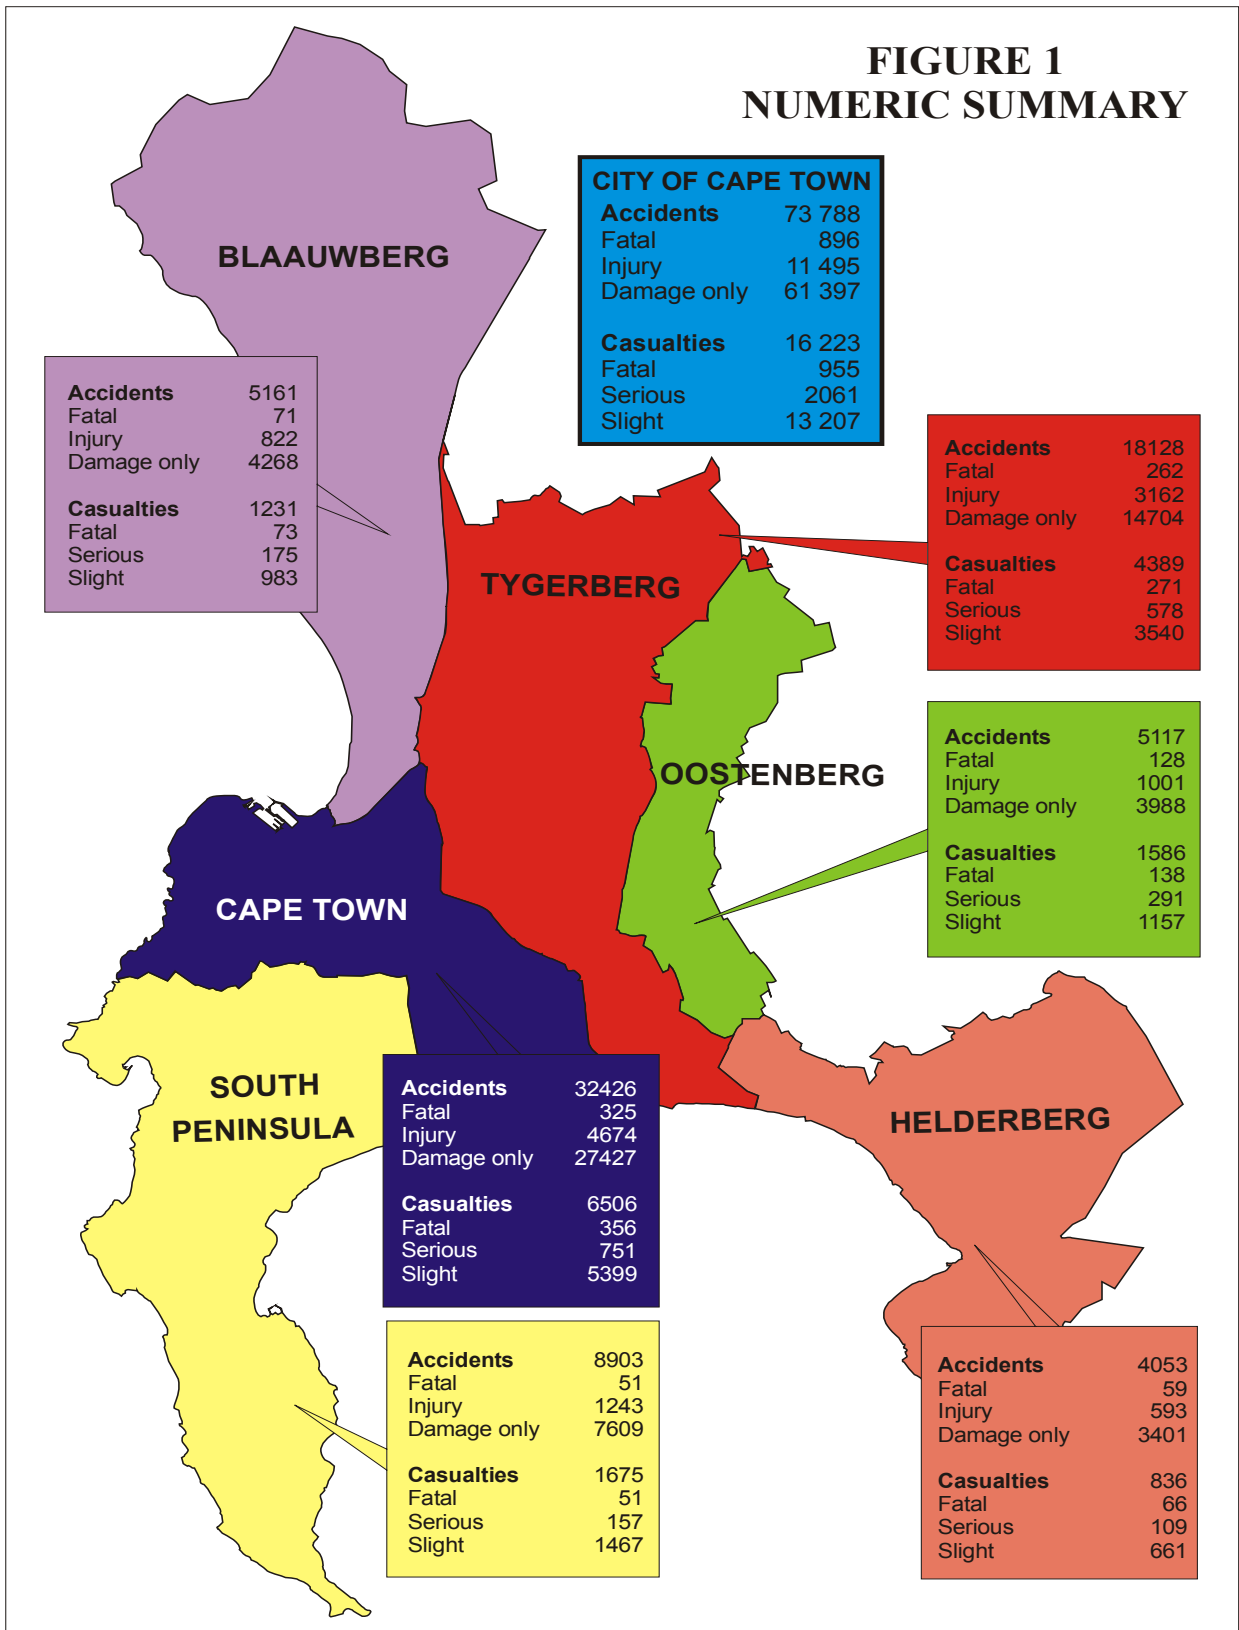 FIGURE 1
NUMERIC SUMMARY
CITY OF CAPE TOWN
Accidents 73 788
Fatal 896
Injury 11 495
Damage only 61 397
Casualties 16 223
Fatal 955
Serious 2061
Slight 13 207
BLAAUWBERG
Accidents 5161
Fatal 71
Injury 822
Damage only 4268
Casualties 1231
Fatal 73
Serious 175
Slight 983
TYGERBERG
Accidents 18128
Fatal 262
Injury 3162
Damage only 14704
Casualties 4389
Fatal 271
Serious 578
Slight 3540
OOSTENBERG
Accidents 5117
Fatal 128
Injury 1001
Damage only 3988
Casualties 1586
Fatal 138
Serious 291
Slight 1157
CAPE TOWN
Accidents 32426
Fatal 325
Injury 4674
Damage only 27427
Casualties 6506
Fatal 356
Serious 751
Slight 5399
SOUTH
PENINSULA
Accidents 8903
Fatal 51
Injury 1243
Damage only 7609
Casualties 1675
Fatal 51
Serious 157
Slight 1467
HELDERBERG
Accidents 4053
Fatal 59
Injury 593
Damage only 3401
Casualties 836
Fatal 66
Serious 109
Slight 661